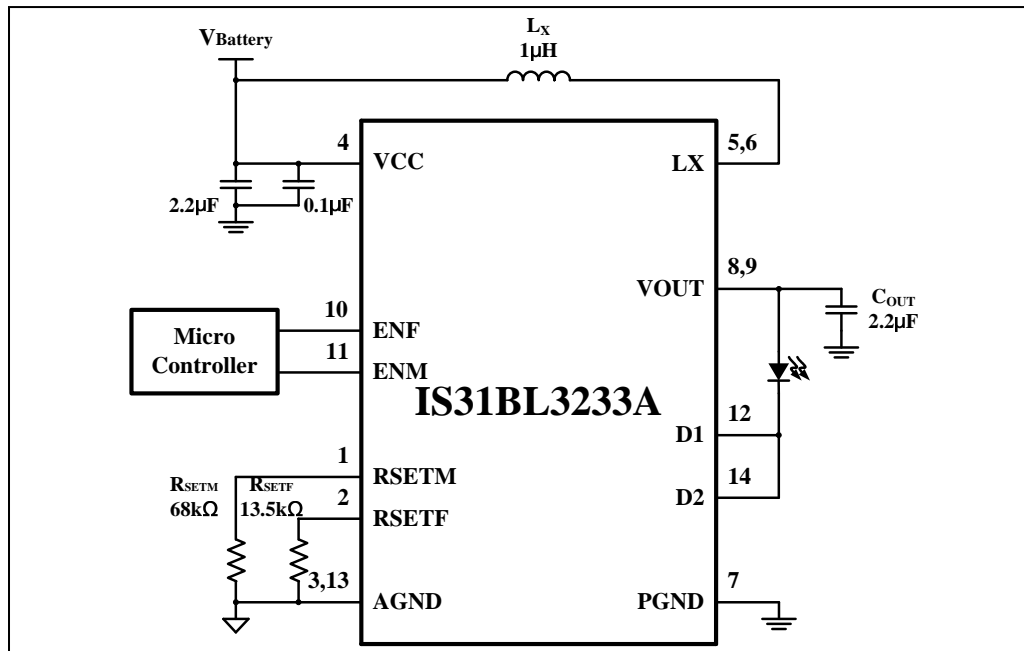 LX
1µH
VBattery
4
VCC
5,6
LX
2.2µF
0.1µF
8,9
VOUT
COUT
2.2µF
10
ENF
Micro
Controller
11
ENM
IS31BL3233A
12
D1
1
RSETM
14
D2
RSETM
68kΩ
RSETF
13.5kΩ
2
RSETF
3,13
AGND
7
PGND